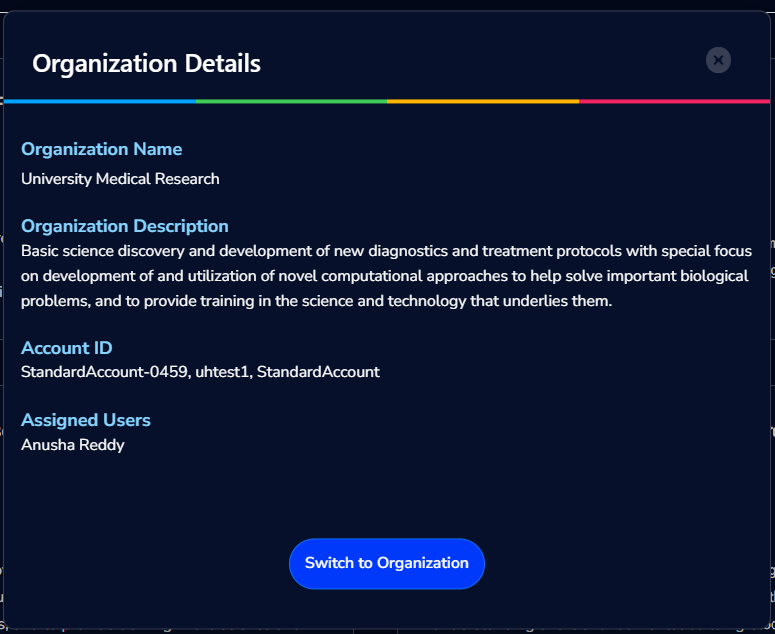 Organization Details
Organization Name
University Medical Research
Organization Description
Basic science discovery and development of new diagnostics and treatment protocols with special focus
on development of and utilization of novel computational approaches to help solve important biological
problems, and to provide training in the science and technology that underlies them.
Account ID
StandardAccount-0459, uhtest1, StandardAccount
Assigned Users
Anusha Reddy
Switch to Organization